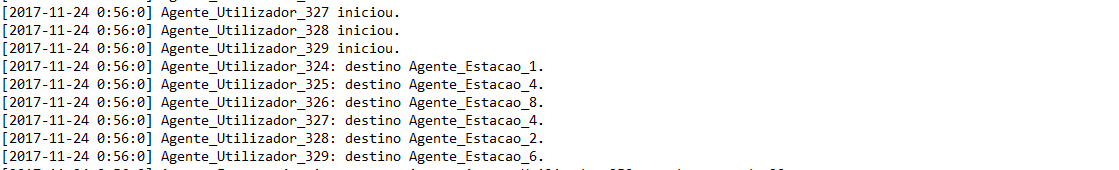 [2017-11-24 0:56:0] Agente_Utilizador_327 iniciou.
[2017-11-24 0:56:0] Agente_Utilizador_328 iniciou.
[2017-11-24 0:56:0] Agente_Utilizador_329 iniciou.
[2017-11-24 0:56:0] Agente_Utilizador_324: destino Agente_Estacao_1.
[2017-11-24 0:56:0] Agente_Utilizador_325: destino Agente_Estacao_4.
[2017-11-24 0:56:0] Agente_Utilizador_326: destino Agente_Estacao_8.
[2017-11-24 0:56:0] Agente_Utilizador_327: destino Agente_Estacao_4.
[2017-11-24 0:56:0] Agente_Utilizador_328: destino Agente_Estacao_2.
[2017-11-24 0:56:0] Agente_Utilizador_329: destino Agente_Estacao_6.